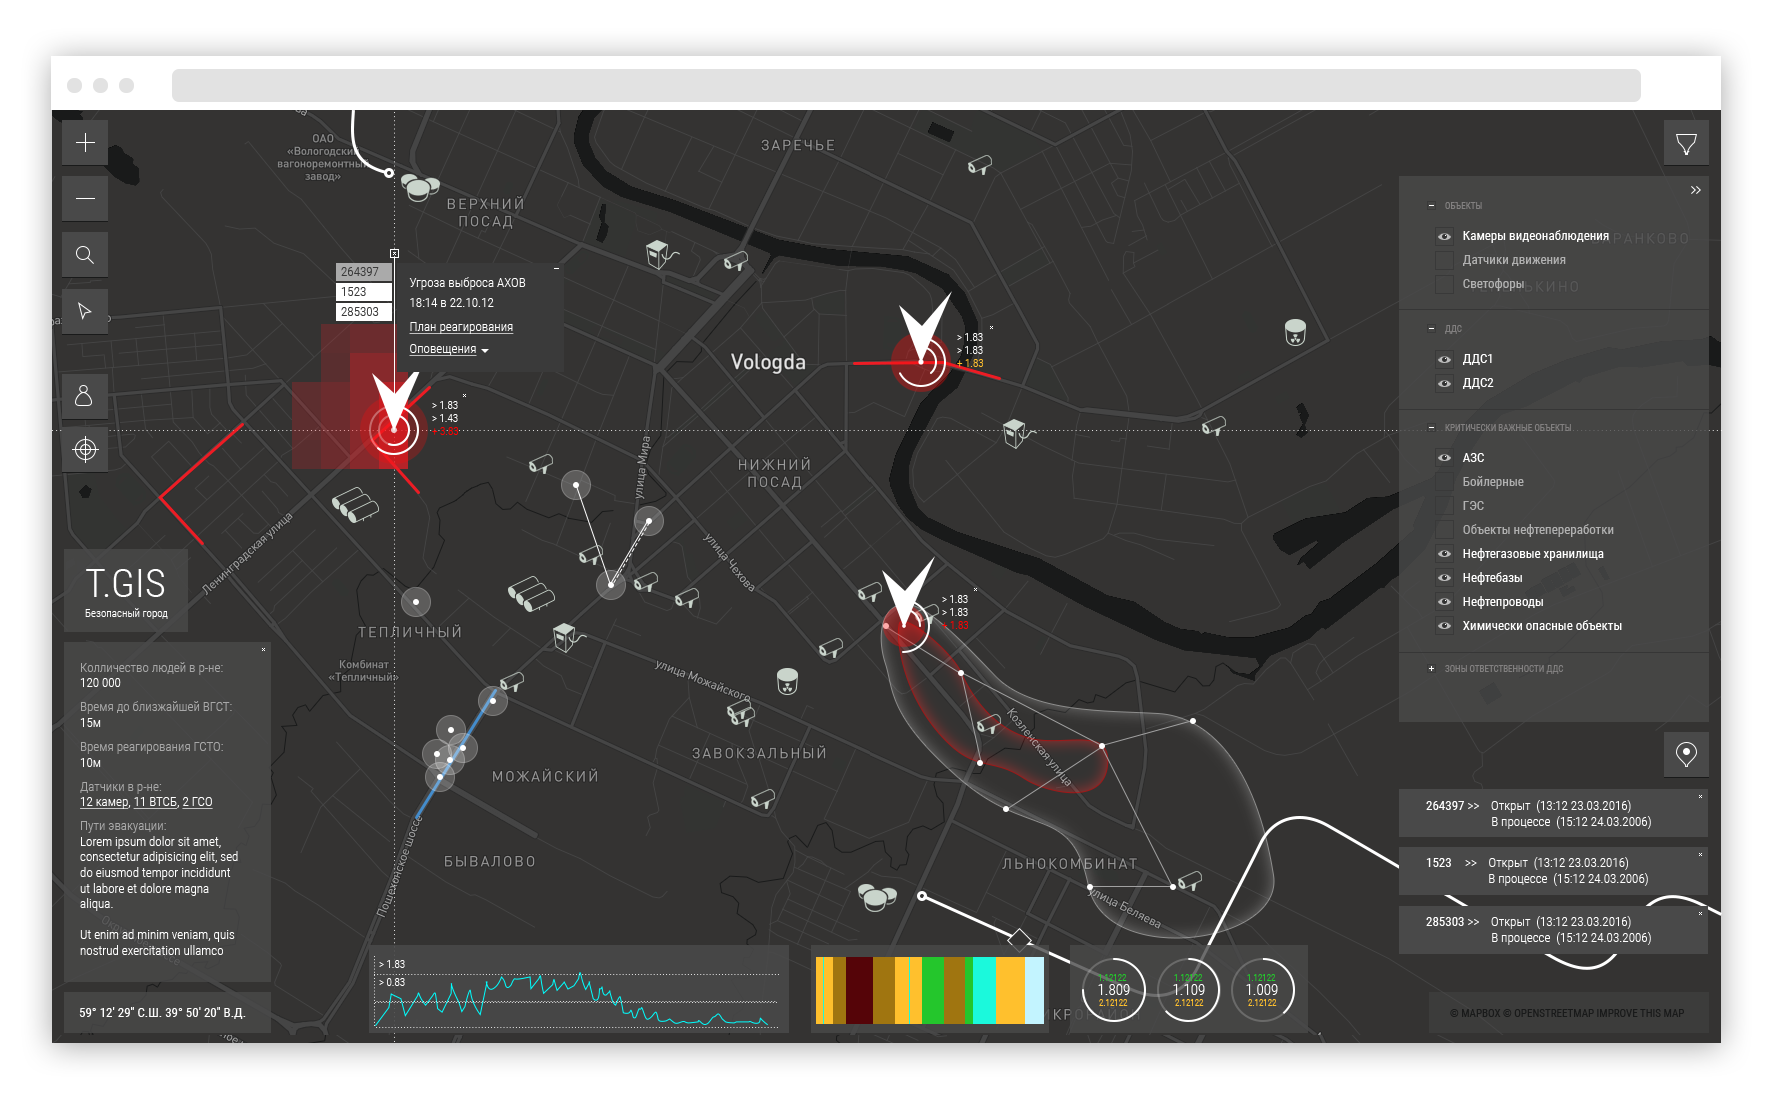 ОАО
«Вологодский
вагоноремонтный
завод»
ЗАРЕЧЬЕ
ВЕРХНИЙ
ПОСАД
264397
1523
285303
Угроза выброса АХОВ
18:14 в 22.10.12
План реагирования
Оповещения
> 1.83
> 1.43
Vologda
> 1.83
> 1.83
+ 1.83
улица Мира
НИЖНИЙ
ПОСАД
улица Чехова
Ленинградская улица
T.GIS
Безопасный город
ТЕПЛИЧНЫЙ
Комбинат
«Тепличный»
улица Можайского
> 1.83
> 1.83
+ 1.83
Козленская улица
ЗАВОКЗАЛЬНЫЙ
МОЖАЙСКИЙ
БЫВАЛОВО
Пошехонское шоссе
ЛЬНОКОМБИНАТ
улица Беляева
Колличество людей в р-не:
120 000
Время до близжайшей ВГСТ:
15м
Время реагирования ГСТО:
10м
Датчики в р-не:
12 камер, 11 ВТСБ, 2 ГСО
Пути эвакуации:
Lorem ipsum dolor sit amet,
consectetur adipisicing elit, sed
do eiusmod tempor incididunt
ut labore et dolore magna
aliqua.
Ut enim ad minim veniam, quis
nostrud exercitation ullamco
59° 12' 29" С.Ш. 39° 50' 20" В.Д.
> 1.83
> 0.83
1.12122
1.809
2.12122
1.12122
1.109
2.12122
1.12122
1.009
2.12122
ОБЪЕКТЫ
Камеры видеонаблюдения
РАНКОВО
Датчики движения
Светофоры
ЬКИНО
ДДС
ДДС1
ДДС2
КРИТИЧЕСКИ ВАЖНЫЕ ОБЪЕКТЫ
АЗС
Бойлерные
ГЭС
Объекты нефтепереработки
Нефтегазовые хранилища
Нефтебазы
Нефтепроводы
Химически опасные объекты
ЗОНЫ ОТВЕТСТВЕННОСТИ ДДС
264397 >> Открыт (13:12 23.03.2016)
В процессе (15:12 24.03.2006)
1523 >> Открыт (13:12 23.03.2016)
В процессе (15:12 24.03.2006)
285303 >> Открыт (13:12 23.03.2016)
В процессе (15:12 24.03.2006)
© MAPBOX © OPENSTREETMAP IMPROVE THIS MAP